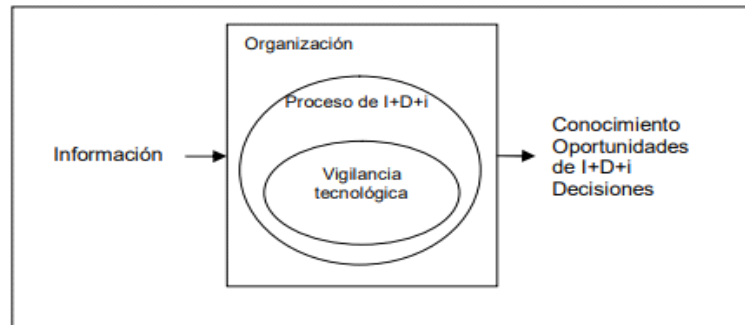 Organización
Proceso de I+D+i
Información
Vigilancia
tecnológica
Conocimiento
Oportunidades
de I+D+i
Decisiones